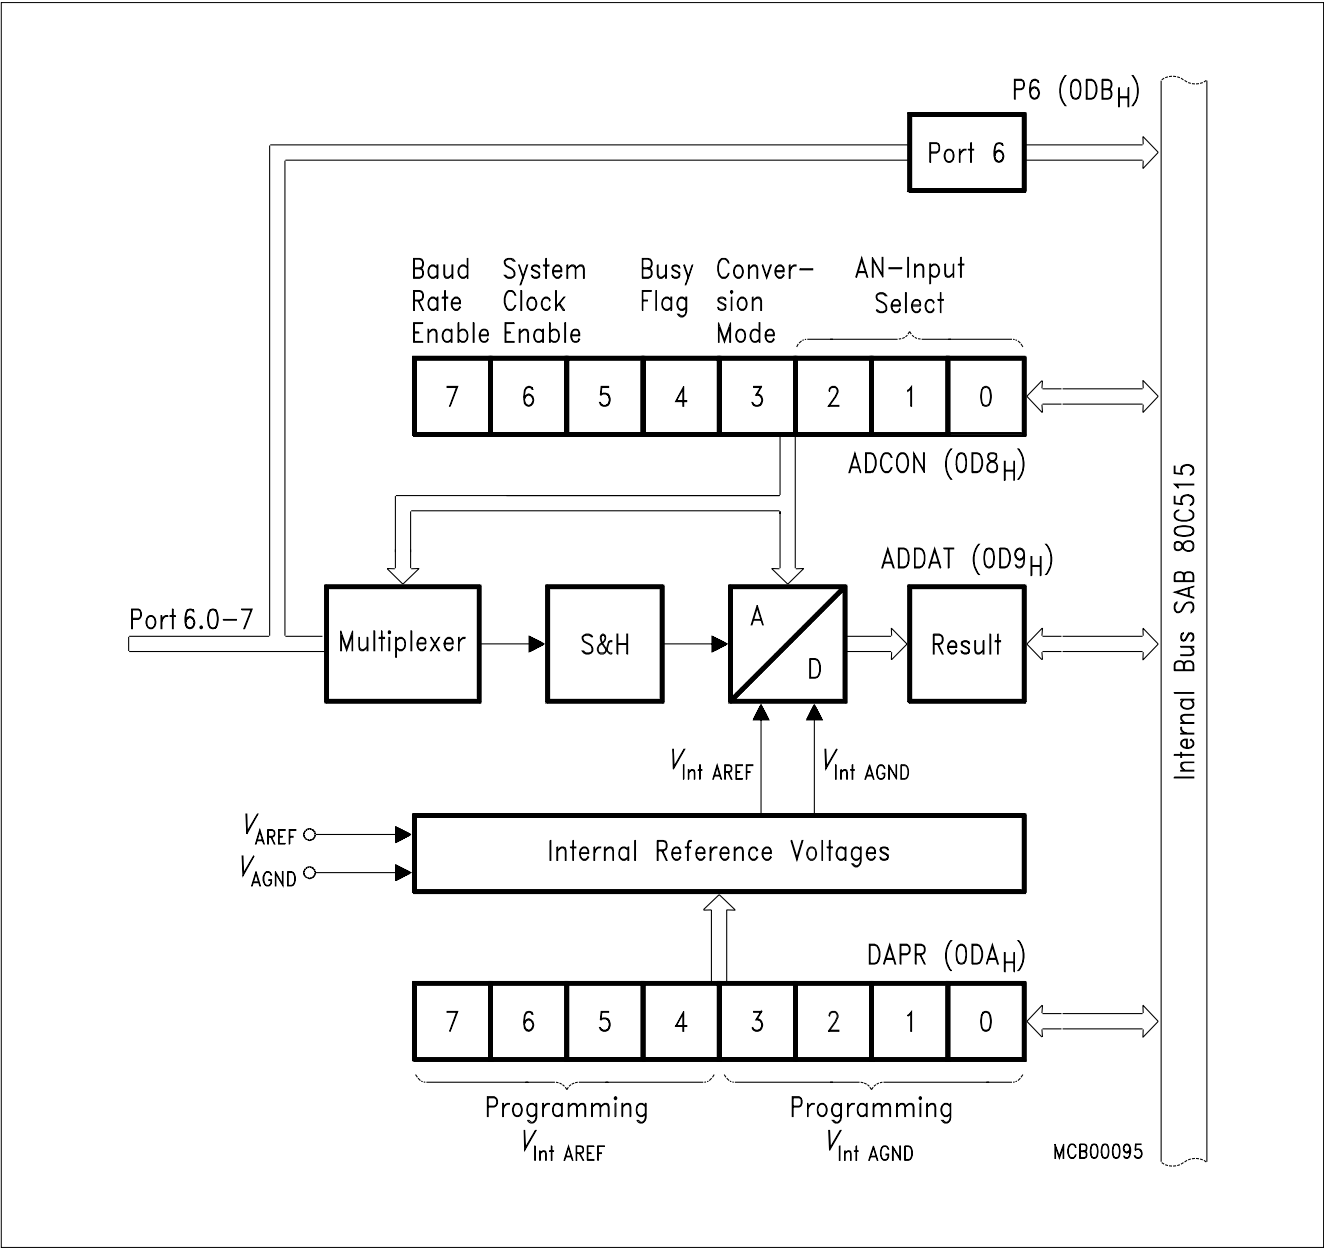 P6 (0DBH)
Port 6
Baud Rate Enable
System Clock Enable
Busy Flag
Conver-
sion
Mode
AN-Input
Select
7 6 5 4 3 2 1 0
ADCON (0D8H)
ADDAT (0D9H)
Port 6.0-7
Multiplexer
S&H
A
D
Result
Internal Bus SAB 80C515
VInt AREF
VInt AGND
VAREF
VAGND
Internal Reference Voltages
DAPR (0DAH)
7 6 5 4 3 2 1 0
Programming
VInt AREF
Programming
VInt AGND
MCB00095